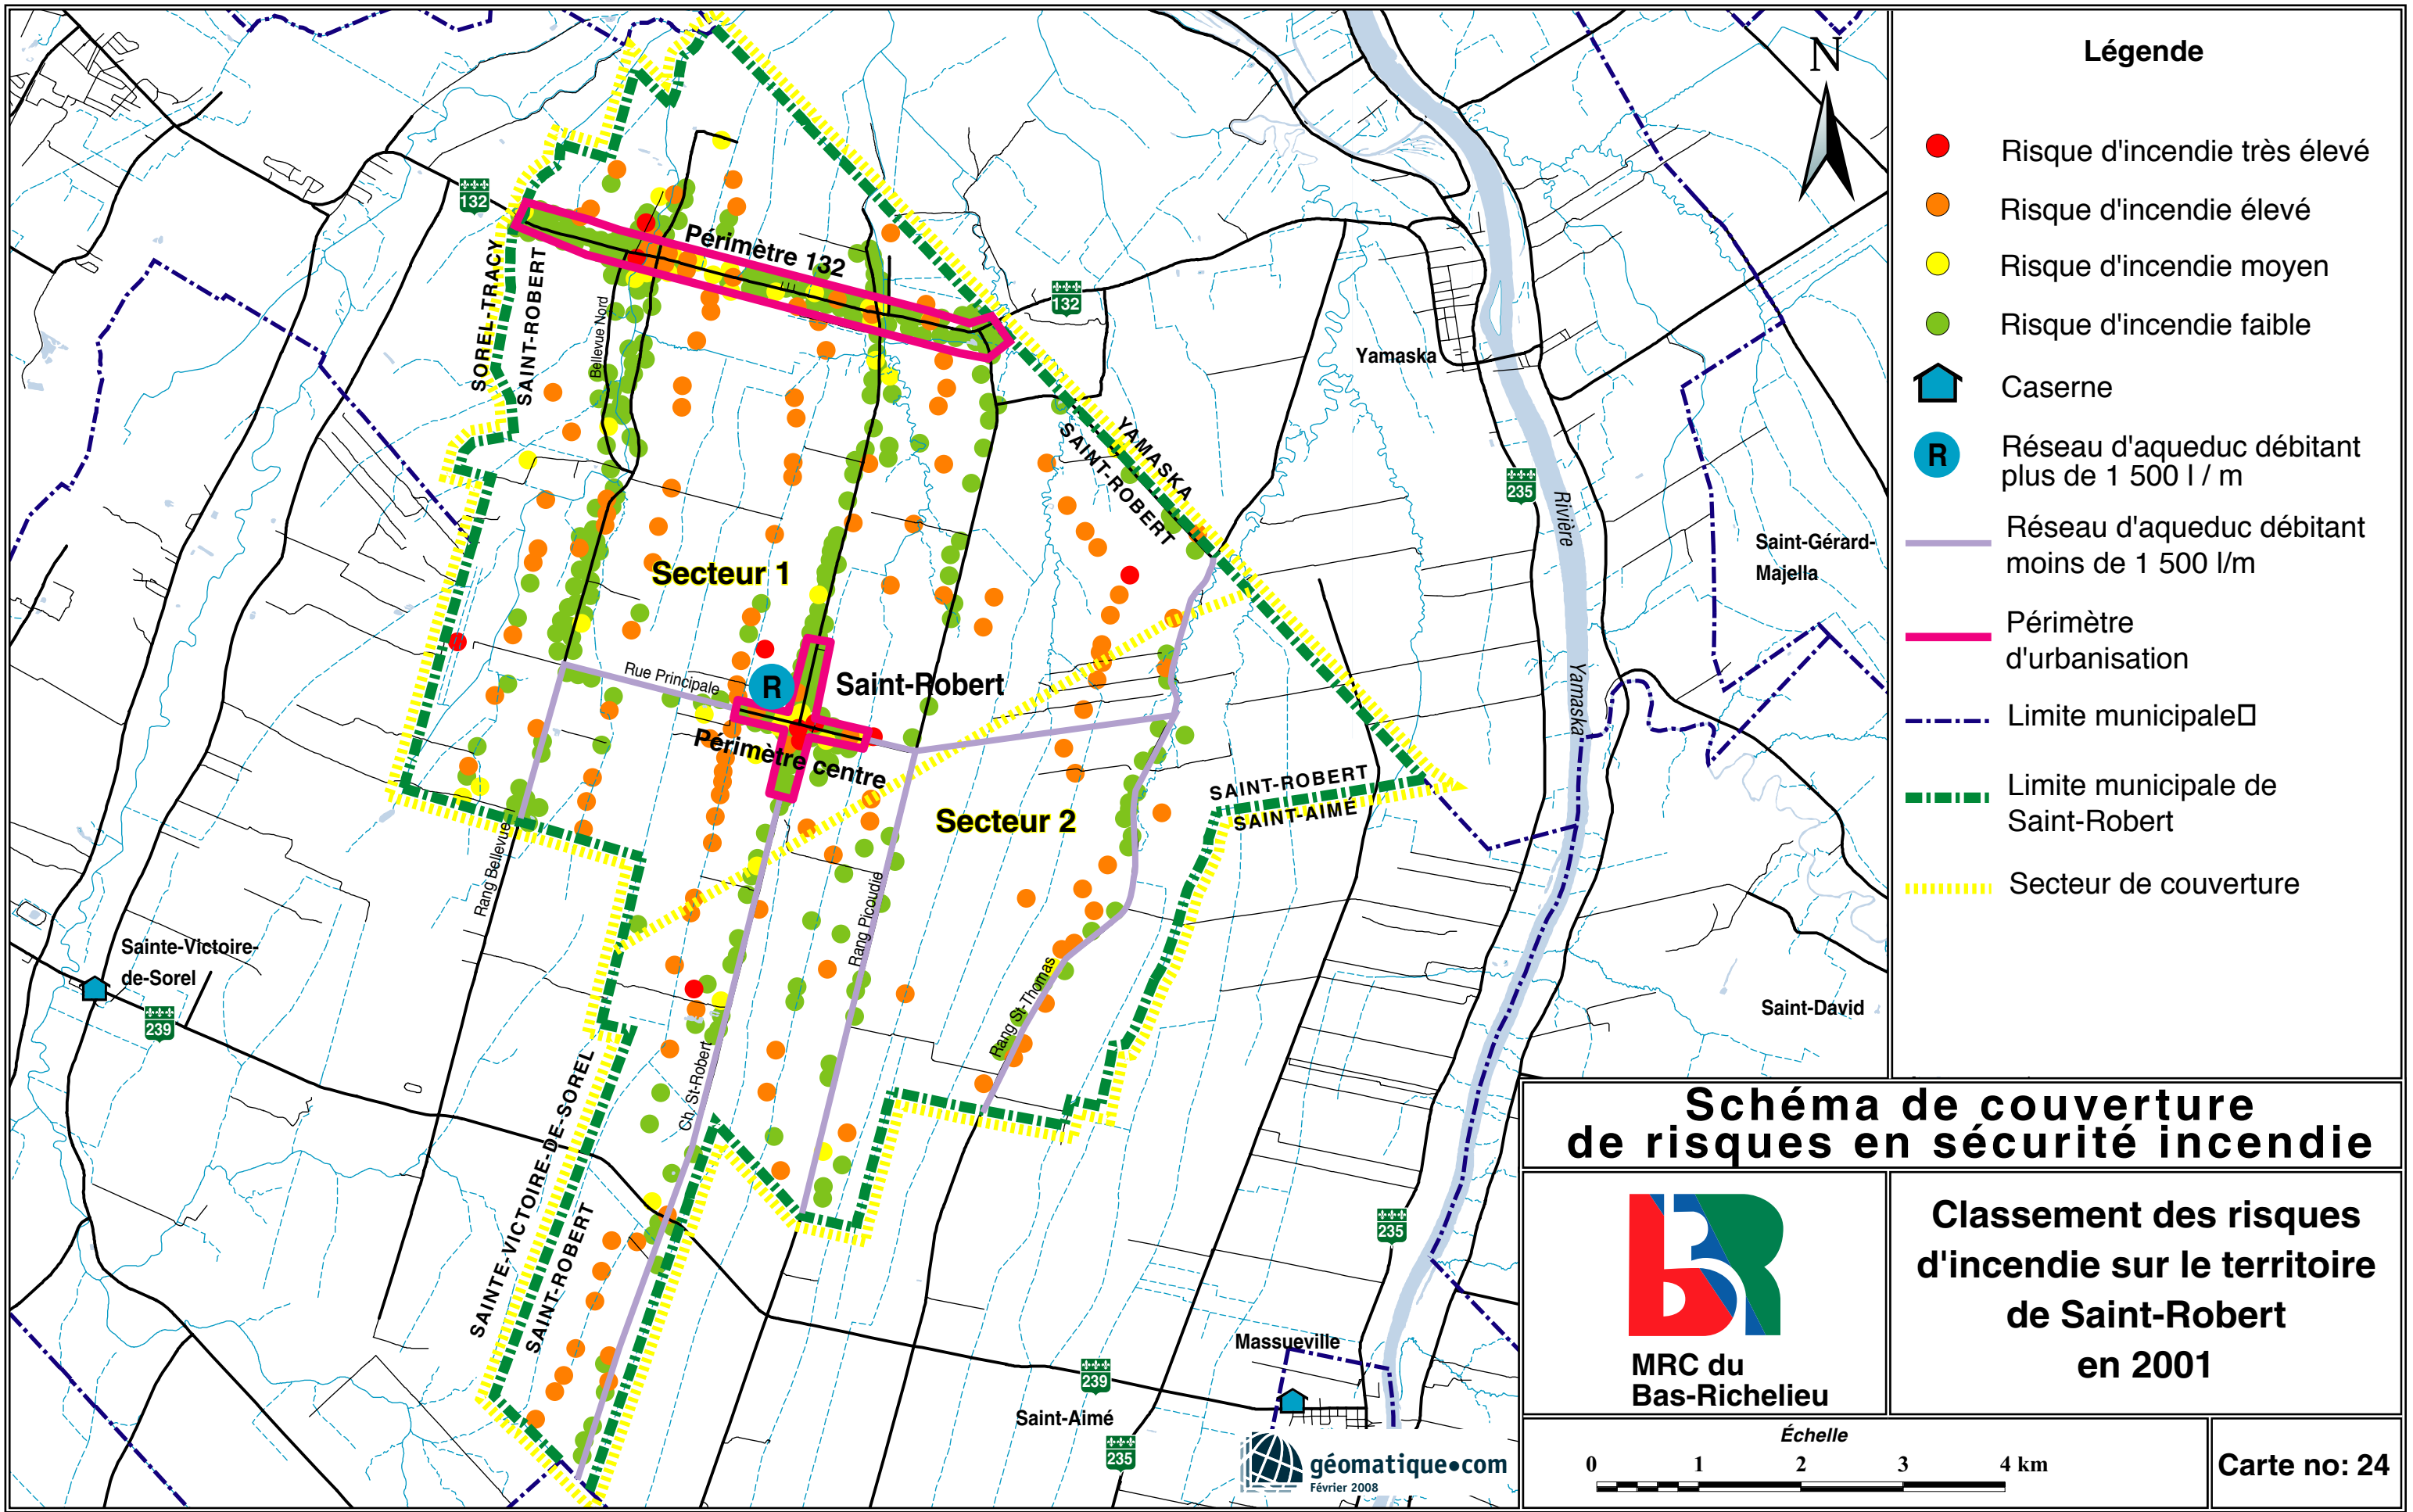 Légende
N
Risque d'incendie très élevé
Risque d'incendie élevé
Risque d'incendie moyen
Risque d'incendie faible
Caserne
R
Réseau d'aqueduc débitant
plus de 1 500 l / m
Réseau d'aqueduc débitant
moins de 1 500 l/m
Périmètre
d'urbanisation
Limite municipale
Limite municipale de
Saint-Robert
Secteur de couverture
132
SOREL-TRACY
SAINT-ROBERT
Bellevue Nord
Périmètre 132
132
Yamaska
YAMASKA
SAINT-ROBERT
235
Rivière
Yamaska
Saint-Gérard-
Majella
Secteur 1
Rue Principale
R
Saint-Robert
Périmètre centre
Secteur 2
SAINT-ROBERT
SAINT-AIMÉ
Rang Bellevue
Rang Picoudie
Rang St-Thomas
Ch. St-Robert
Sainte-Victoire-
de-Sorel
239
Saint-David
SAINTE-VICTOIRE-DE-SOREL
SAINT-ROBERT
235
Massueville
239
Saint-Aimé
235
géomatique•com
Février 2008
Schéma de couverture
de risques en sécurité incendie
MRC du
Bas-Richelieu
Classement des risques
d'incendie sur le territoire
de Saint-Robert
en 2001
Échelle
0 1 2 3 4 km
Carte no: 24